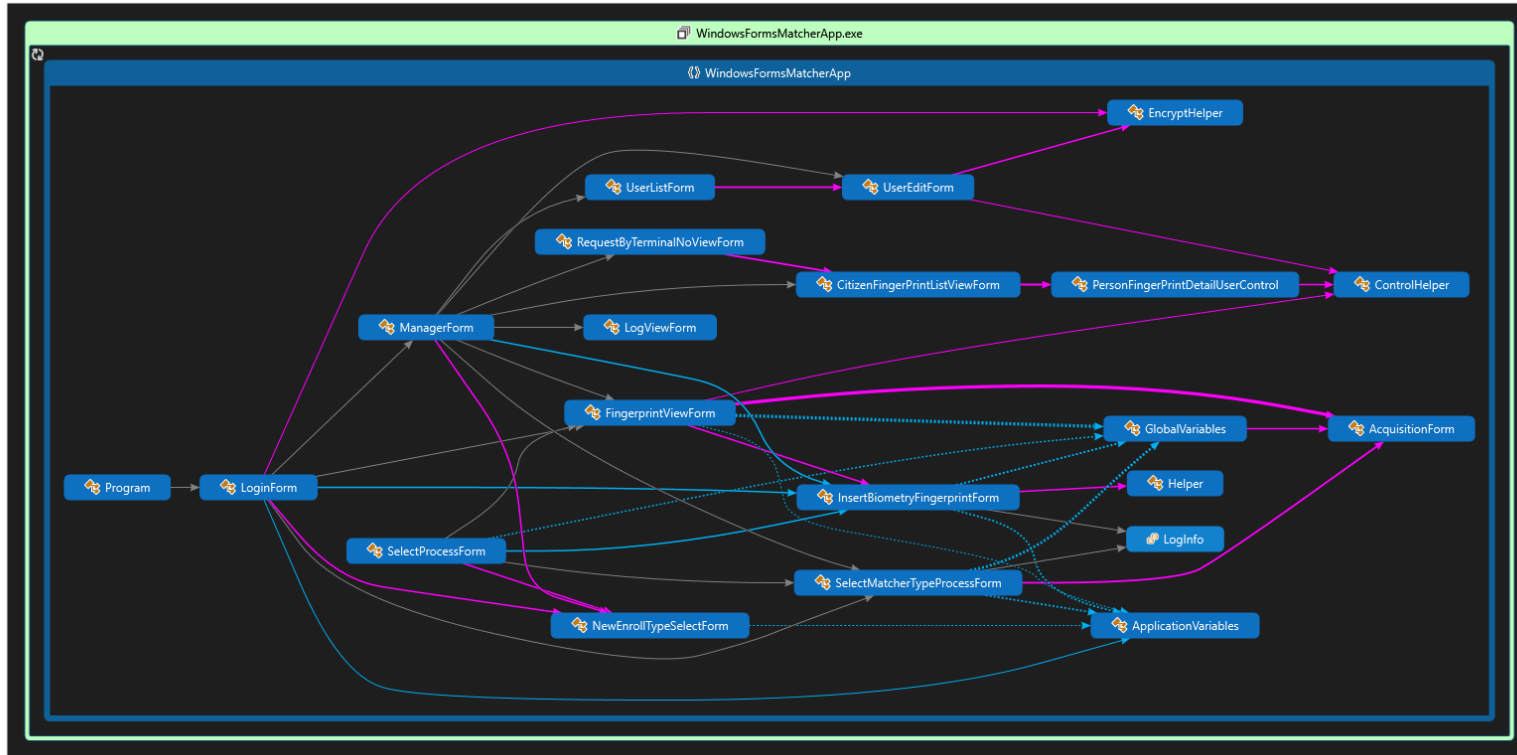 WindowsFormsMatcherApp.exe
WindowsFormsMatcherApp
EncryptHelper
UserListForm
UserEditForm
RequestByTerminalNoViewForm
CitizenFingerPrintListViewForm
PersonFingerPrintDetailUserControl
ControlHelper
ManagerForm
LogViewForm
FingerprintViewForm
GlobalVariables
AcquisitionForm
Program
LoginForm
InsertBiometryFingerprintForm
Helper
SelectProcessForm
LogInfo
SelectMatcherTypeProcessForm
NewEnrollTypeSelectForm
ApplicationVariables